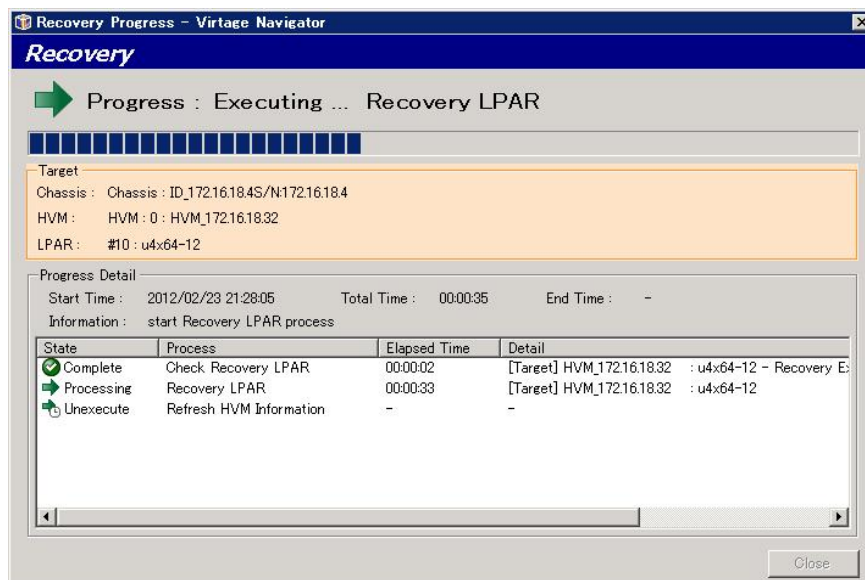 Recovery Progress - Virtage Navigator
Recovery
Progress : Executing ... Recovery LPAR
Target
Chassis : Chassis : ID_172.16.18.4S/N:172.16.18.4
HVM : HVM : 0 : HVM_172.16.18.32
LPAR : #10 : u4x64-12
Progress Detail
Start Time : 2012/02/23 21:28:05 Total Time : 00:00:35 End Time : -
Information : start Recovery LPAR process
State Process Elapsed Time Detail
Complete Check Recovery LPAR 00:00:02 [Target] HVM_172.16.18.32 : u4x64-12 - Recovery E
Processing Recovery LPAR 00:00:33 [Target] HVM_172.16.18.32 : u4x64-12
Unexecute Refresh HVM Information - -
Close